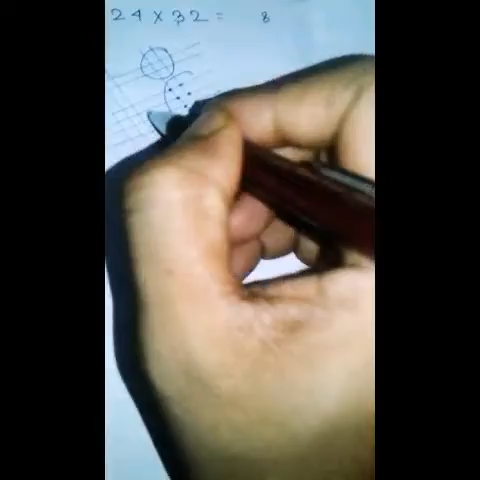 24 × 32 = 8